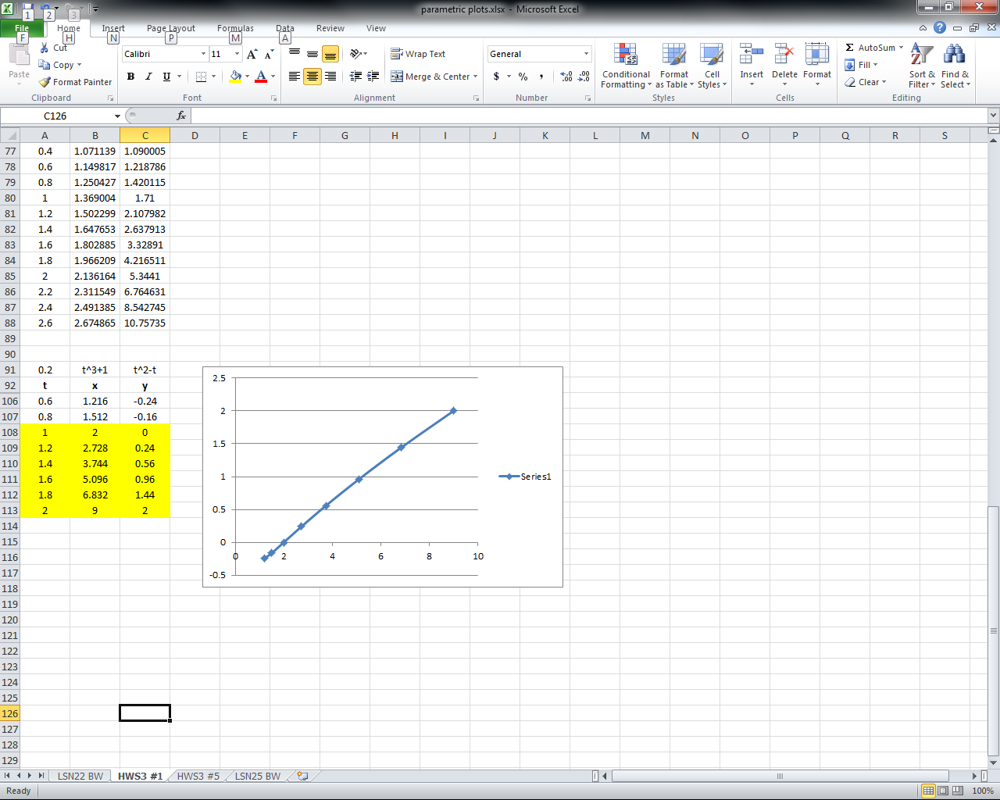 parametric plots.xlsx - Microsoft Excel
1 2 3
File Home Insert Page Layout Formulas Data Review View
F H N P M A
Paste Cut Calibri 11 A A Wrap Text General Conditional Formatting Format as Table Cell Styles Insert Delete Format Σ AutoSum Sort & Filter Find & Select
Copy Fill
Format Painter B I U A Merge & Center $ % , .00 .00 Clear
Clipboard Font Alignment Number Styles Cells Editing
C126 fx
A B C D E F G H I J K L M N O P Q R S
77 0.4 1.071139 1.090005
78 0.6 1.149817 1.218786
79 0.8 1.250427 1.420115
80 1 1.369004 1.71
81 1.2 1.502299 2.107982
82 1.4 1.647653 2.637913
83 1.6 1.802885 3.32891
84 1.8 1.966209 4.216511
85 2 2.136164 5.3441
86 2.2 2.311549 6.764631
87 2.4 2.491385 8.542745
88 2.6 2.674865 10.75735
89
90
91 0.2 t^3+1 t^2-t
92 t x y
106 0.6 1.216 -0.24
107 0.8 1.512 -0.16
108 1 2 0
109 1.2 2.728 0.24
110 1.4 3.744 0.56
111 1.6 5.096 0.96
112 1.8 6.832 1.44
113 2 9 2
114
115
116
117
118
119
120
121
122
123
124
125
126
127
128
129
2.5
2
1.5
1
0.5
0
-0.5
0 2 4 6 8 10
Series1
LSN22 BW HWS3 #1 HWS3 #5 LSN25 BW
Ready 100%